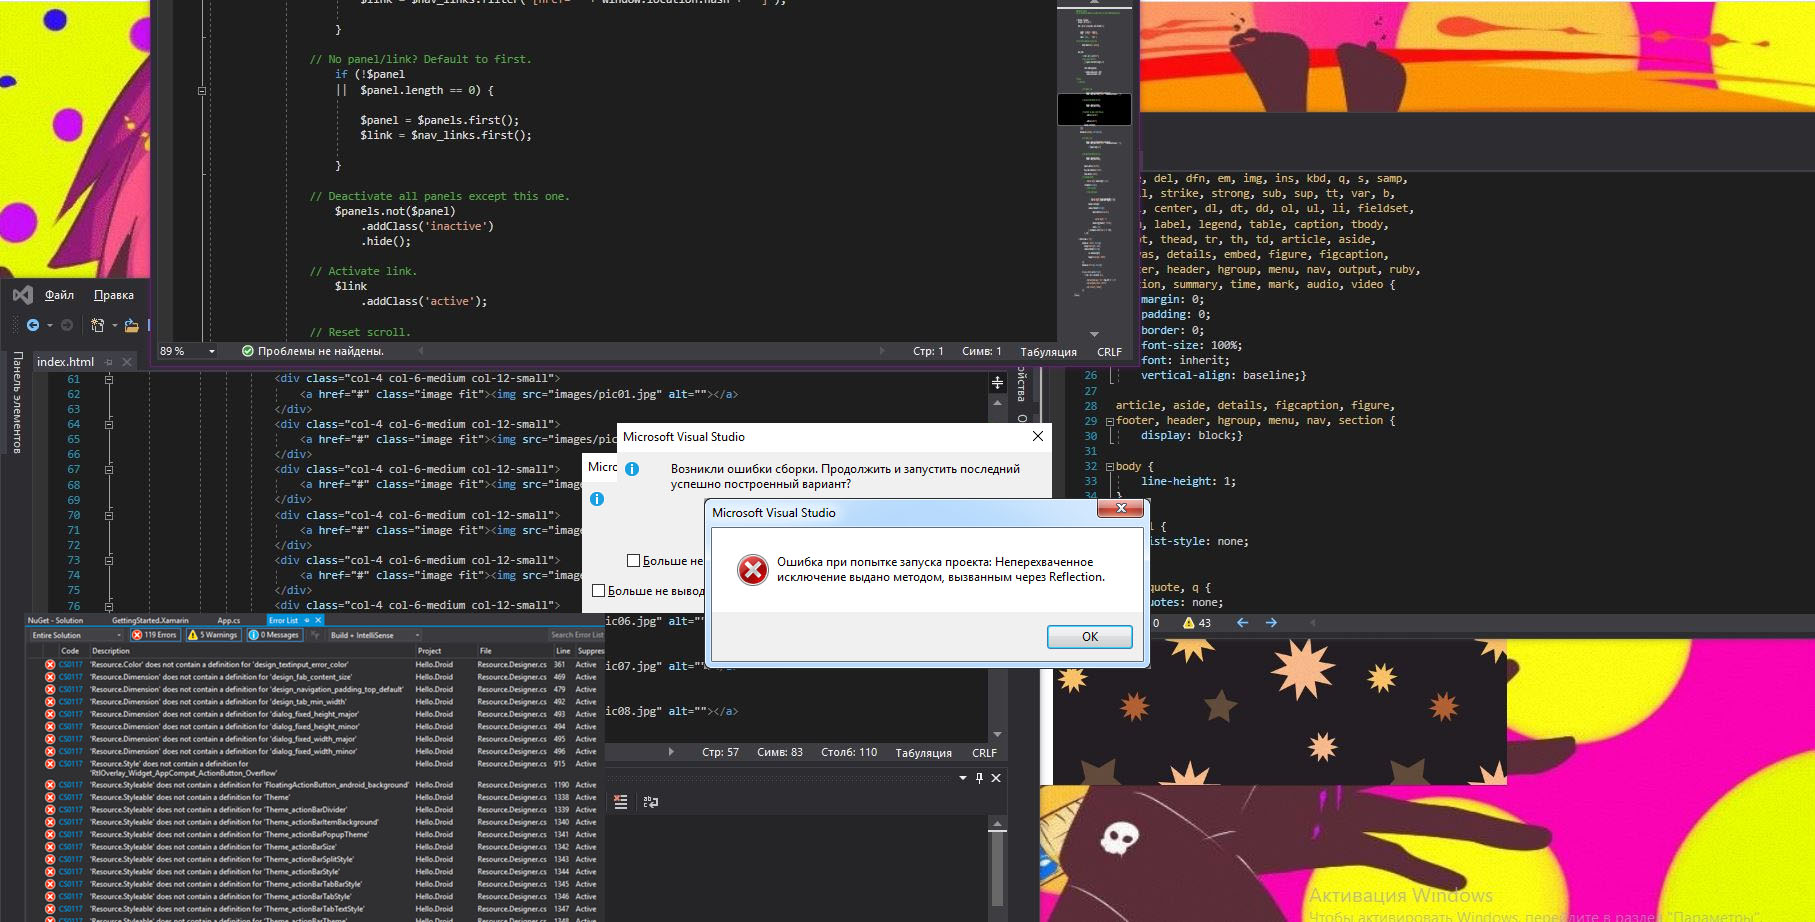 $link = $nav_links.filter('[href="' + window.location.hash + '"]');
}
// No panel/link? Default to first.
if (!$panel
|| $panel.length == 0) {
$panel = $panels.first();
$link = $nav_links.first();
}
// Deactivate all panels except this one.
$panels.not($panel)
.addClass('inactive')
.hide();
// Activate link.
$link
.addClass('active');
// Reset scroll.
89 %
Проблемы не найдены.
Стр: 1 Симв: 1 Табуляция CRLF
, del, dfn, em, img, ins, kbd, q, s, samp,
, strike, strong, sub, sup, tt, var, b,
, center, dl, dt, dd, ol, ul, li, fieldset,
, label, legend, table, caption, tbody,
, thead, tr, th, td, article, aside,
, details, embed, figure, figcaption,
, header, hgroup, menu, nav, output, ruby,
, summary, time, mark, audio, video {
margin: 0;
padding: 0;
border: 0;
font-size: 100%;
font: inherit;
26 vertical-align: baseline;}
27
28 article, aside, details, figcaption, figure,
29 footer, header, hgroup, menu, nav, section {
30 display: block;}
31
32 body {
33 line-height: 1;
34 }
{
ist-style: none;
quote, q {
uotes: none;
0 43
Файл Правка
Панель элементов
index.html
61 <div class="col-4 col-6-medium col-12-small">
62 <a href="#" class="image fit"><img src="images/pic01.jpg" alt=""></a>
63 </div>
64 <div class="col-4 col-6-medium col-12-small">
65 <a href="#" class="image fit"><img src="images/pic
66 </div>
67 <div class="col-4 col-6-medium col-12-small">
68 <a href="#" class="image fit"><img src="images
69 </div>
70 <div class="col-4 col-6-medium col-12-small">
71 <a href="#" class="image fit"><img src="images
72 </div>
73 <div class="col-4 col-6-medium col-12-small">
74 <a href="#" class="image fit"><img src="images
75 </div>
76 <div class="col-4 col-6-medium col-12-small">
ic06.jpg" alt=""
ic07.jpg" alt=""></a>
ic08.jpg" alt=""></a>
Стр: 57 Симв: 83 Столб: 110 Табуляция CRLF
Microsoft Visual Studio
Возникли ошибки сборки. Продолжить и запустить последний
успешно построенный вариант?
Больше не
Micro
Больше не вывод
Microsoft Visual Studio
Ошибка при попытке запуска проекта: Неперехваченное
исключение выдано методом, вызванным через Reflection.
OK
NuGet - Solution GettingStarted.Xamarin App.cs Error List
Entire Solution 119 Errors 5 Warnings 0 Messages Build + IntelliSense Search Error List
Code Description Project File Line Suppres
CS0117 'Resource.Color' does not contain a definition for 'design_textinput_error_color' Hello.Droid Resource.Designer.cs 361 Active
CS0117 'Resource.Dimension' does not contain a definition for 'design_fab_content_size' Hello.Droid Resource.Designer.cs 469 Active
CS0117 'Resource.Dimension' does not contain a definition for 'design_navigation_padding_top_default' Hello.Droid Resource.Designer.cs 479 Active
CS0117 'Resource.Dimension' does not contain a definition for 'design_tab_min_width' Hello.Droid Resource.Designer.cs 492 Active
CS0117 'Resource.Dimension' does not contain a definition for 'dialog_fixed_height_major' Hello.Droid Resource.Designer.cs 493 Active
CS0117 'Resource.Dimension' does not contain a definition for 'dialog_fixed_height_minor' Hello.Droid Resource.Designer.cs 494 Active
CS0117 'Resource.Dimension' does not contain a definition for 'dialog_fixed_width_major' Hello.Droid Resource.Designer.cs 495 Active
CS0117 'Resource.Dimension' does not contain a definition for 'dialog_fixed_width_minor' Hello.Droid Resource.Designer.cs 496 Active
CS0117 'Resource.Style' does not contain a definition for Hello.Droid Resource.Designer.cs 915 Active
'RtlOverlay_Widget_AppCompat_ActionButton_Overflow'
CS0117 'Resource.Styleable' does not contain a definition for 'FloatingActionButton_android_background' Hello.Droid Resource.Designer.cs 1190 Active
CS0117 'Resource.Styleable' does not contain a definition for 'Theme' Hello.Droid Resource.Designer.cs 1338 Active
CS0117 'Resource.Styleable' does not contain a definition for 'Theme_actionBarDivider' Hello.Droid Resource.Designer.cs 1339 Active
CS0117 'Resource.Styleable' does not contain a definition for 'Theme_actionBarItemBackground' Hello.Droid Resource.Designer.cs 1340 Active
CS0117 'Resource.Styleable' does not contain a definition for 'Theme_actionBarPopupTheme' Hello.Droid Resource.Designer.cs 1341 Active
CS0117 'Resource.Styleable' does not contain a definition for 'Theme_actionBarSize' Hello.Droid Resource.Designer.cs 1342 Active
CS0117 'Resource.Styleable' does not contain a definition for 'Theme_actionBarSplitStyle' Hello.Droid Resource.Designer.cs 1343 Active
CS0117 'Resource.Styleable' does not contain a definition for 'Theme_actionBarStyle' Hello.Droid Resource.Designer.cs 1344 Active
CS0117 'Resource.Styleable' does not contain a definition for 'Theme_actionBarTabBarStyle' Hello.Droid Resource.Designer.cs 1345 Active
CS0117 'Resource.Styleable' does not contain a definition for 'Theme_actionBarTabStyle' Hello.Droid Resource.Designer.cs 1346 Active
CS0117 'Resource.Styleable' does not contain a definition for 'Theme_actionBarTabTextStyle' Hello.Droid Resource.Designer.cs 1347 Active
CS0117 'Resource.Styleable' does not contain a definition for 'Theme_actionBarTheme' Hello.Droid Resource.Designer.cs 1348 Active
Активация Windows
Чтобы активировать Windows, перейдите в раздел "Параметры".